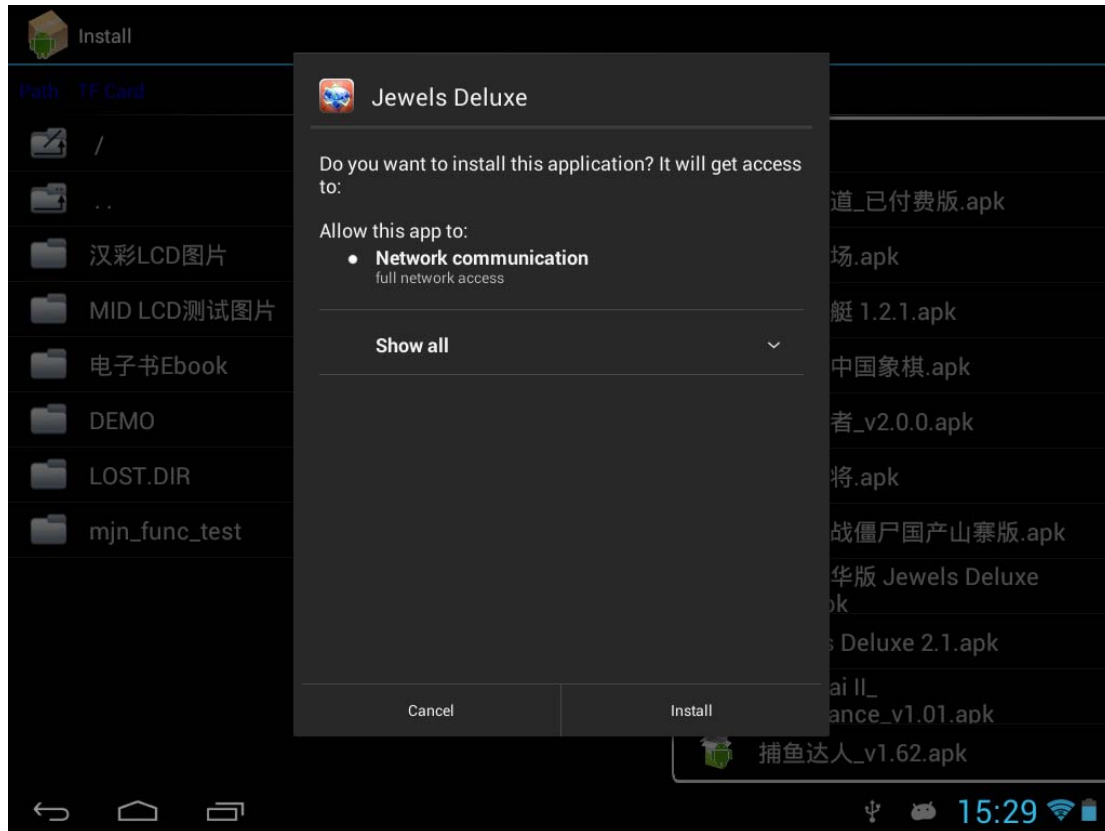 Install
Path: TF Card
/
..
汉彩LCD图片
MID LCD测试图片
电子书Ebook
DEMO
LOST.DIR
mjn_func_test
Jewels Deluxe
Do you want to install this application? It will get access
to:
Allow this app to:
Network communication
full network access
Show all
Cancel
Install
道_已付费版.apk
场.apk
艇 1.2.1.apk
中国象棋.apk
者_v2.0.0.apk
将.apk
战僵尸国产山寨版.apk
华版 Jewels Deluxe
Deluxe 2.1.apk
ai II_
ance_v1.01.apk
捕鱼达人_v1.62.apk
15:29